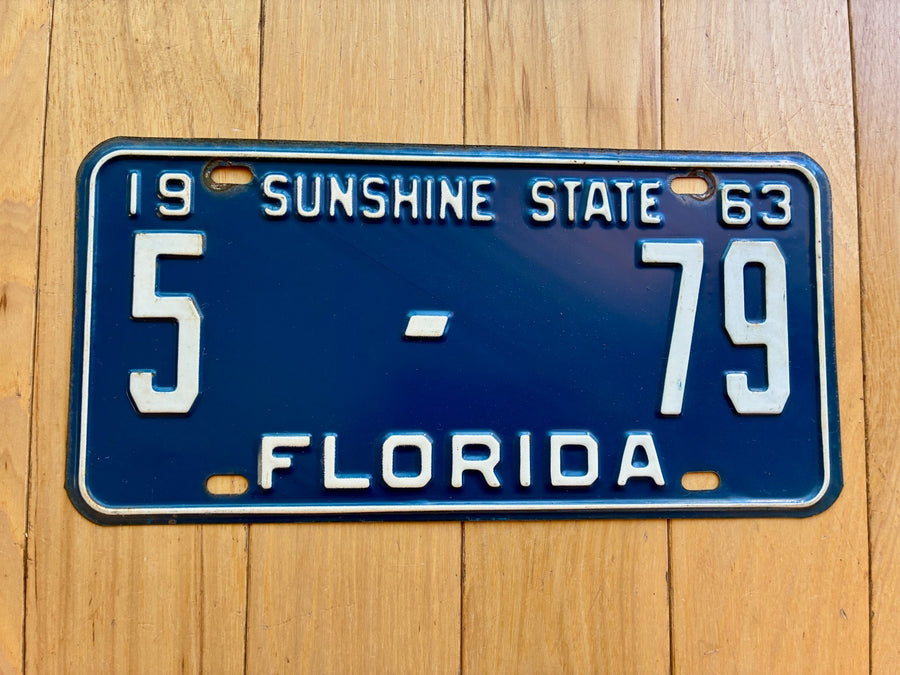 19 SUNSHINE STATE 63
5 - 79
FLORIDA